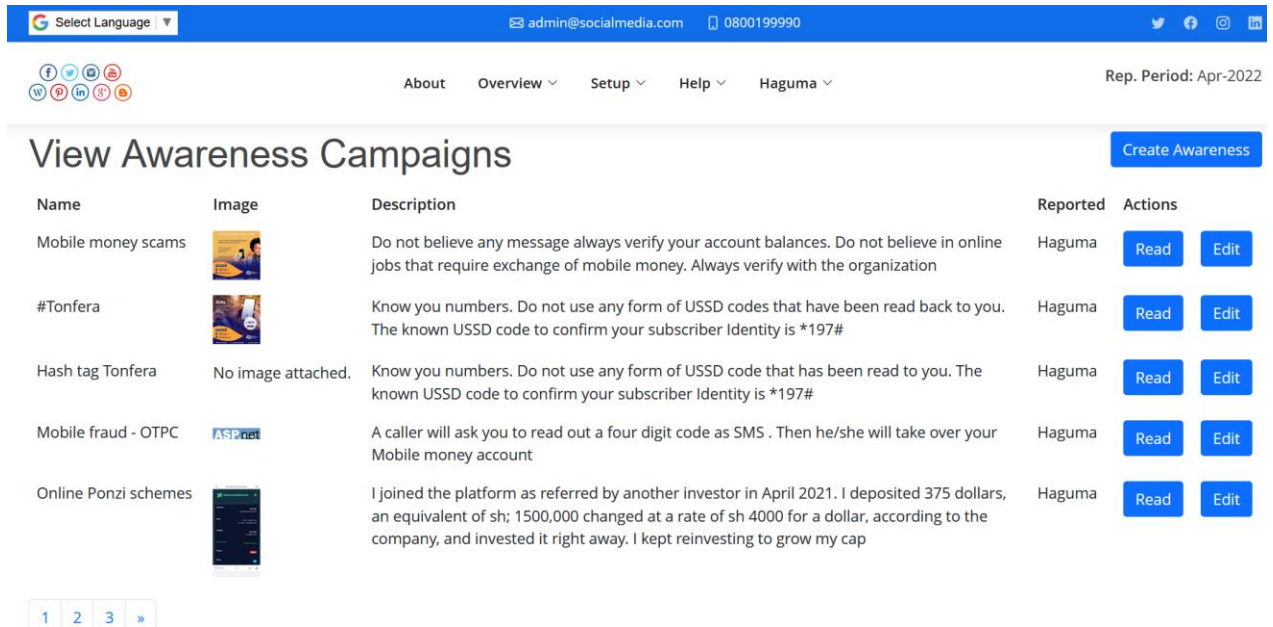 Select Language ▼
admin@socialmedia.com 0800199990
About Overview Setup Help Haguma
Rep. Period: Apr-2022
View Awareness Campaigns
Create Awareness
Name Image Description Reported Actions
Mobile money scams
Do not believe any message always verify your account balances. Do not believe in online
jobs that require exchange of mobile money. Always verify with the organization
Haguma
Read Edit
#Tonfera
Know you numbers. Do not use any form of USSD codes that have been read back to you.
The known USSD code to confirm your subscriber Identity is *197#
Haguma
Read Edit
Hash tag Tonfera
No image attached.
Know you numbers. Do not use any form of USSD code that has been read to you. The
known USSD code to confirm your subscriber Identity is *197#
Haguma
Read Edit
Mobile fraud - OTPC
ASP.net
A caller will ask you to read out a four digit code as SMS . Then he/she will take over your
Mobile money account
Haguma
Read Edit
Online Ponzi schemes
I joined the platform as referred by another investor in April 2021. I deposited 375 dollars,
an equivalent of sh; 1500,000 changed at a rate of sh 4000 for a dollar, according to the
company, and invested it right away. I kept reinvesting to grow my cap
Haguma
Read Edit
1 2 3 »